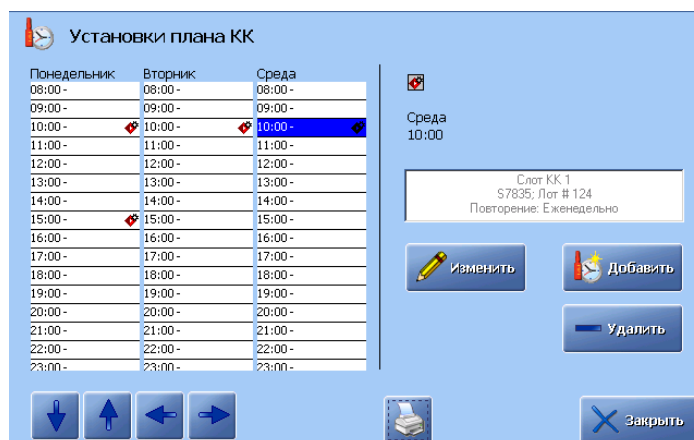 Установки плана КК
Понедельник Вторник Среда
08:00 - 08:00 - 08:00 -
09:00 - 09:00 - 09:00 -
10:00 - 10:00 - 10:00 -
11:00 - 11:00 - 11:00 -
12:00 - 12:00 - 12:00 -
13:00 - 13:00 - 13:00 -
14:00 - 14:00 - 14:00 -
15:00 - 15:00 - 15:00 -
16:00 - 16:00 - 16:00 -
17:00 - 17:00 - 17:00 -
18:00 - 18:00 - 18:00 -
19:00 - 19:00 - 19:00 -
20:00 - 20:00 - 20:00 -
21:00 - 21:00 - 21:00 -
22:00 - 22:00 - 22:00 -
23:00 - 23:00 - 23:00 -
Среда
10:00
Слот КК 1
S7835; Лот # 124
Повторение: Еженедельно
Изменить
Добавить
Удалить
Закрыть